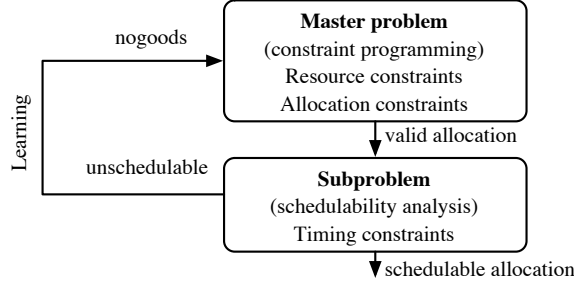 Master problem
(constraint programming)
Resource constraints
Allocation constraints
nogoods
Learning
valid allocation
unschedulable
Subproblem
(schedulability analysis)
Timing constraints
schedulable allocation